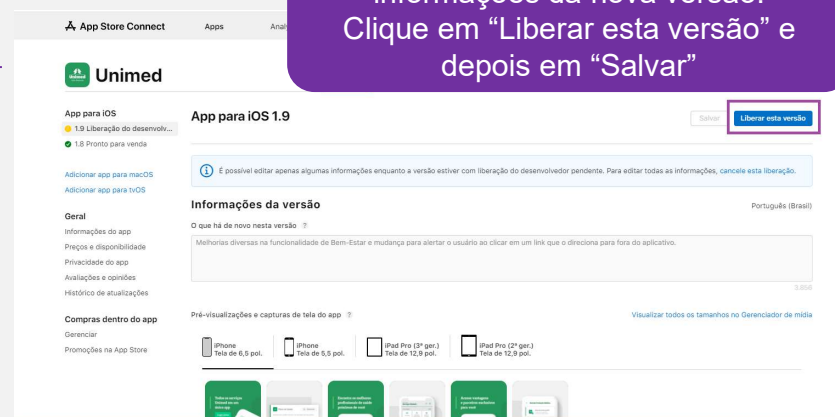 informações da nova versão.
Clique em “Liberar esta versão” e
depois em “Salvar”
App Store Connect
Apps
Unimed
App para iOS
1.9 Liberação do desenvolv...
1.8 Pronto para venda
Adicionar app para macOS
Adicionar app para tvOS
Geral
Informações do app
Preços e disponibilidade
Privacidade do app
Avaliações e opiniões
Histórico de atualizações
Compras dentro do app
Gerenciar
Promoções na App Store
App para iOS 1.9
Salvar
Liberar esta versão
É possível editar apenas algumas informações enquanto a versão estiver com liberação do desenvolvedor pendente. Para editar todas as informações, cancele esta liberação.
Informações da versão
Português (Brasil)
O que há de novo nesta versão ?
Melhorias diversas na funcionalidade de Bem-Estar e mudança para alertar o usuário ao clicar em um link que o direciona para fora do aplicativo.
Pré-visualizações e capturas de tela do app ?
Visualizar todos os tamanhos no Gerenciador de mídia
iPhone
Tela de 6,5 pol.
iPhone
Tela de 5,5 pol.
iPad Pro (3ª ger.)
Tela de 12,9 pol.
iPad Pro (2ª ger.)
Tela de 12,9 pol.